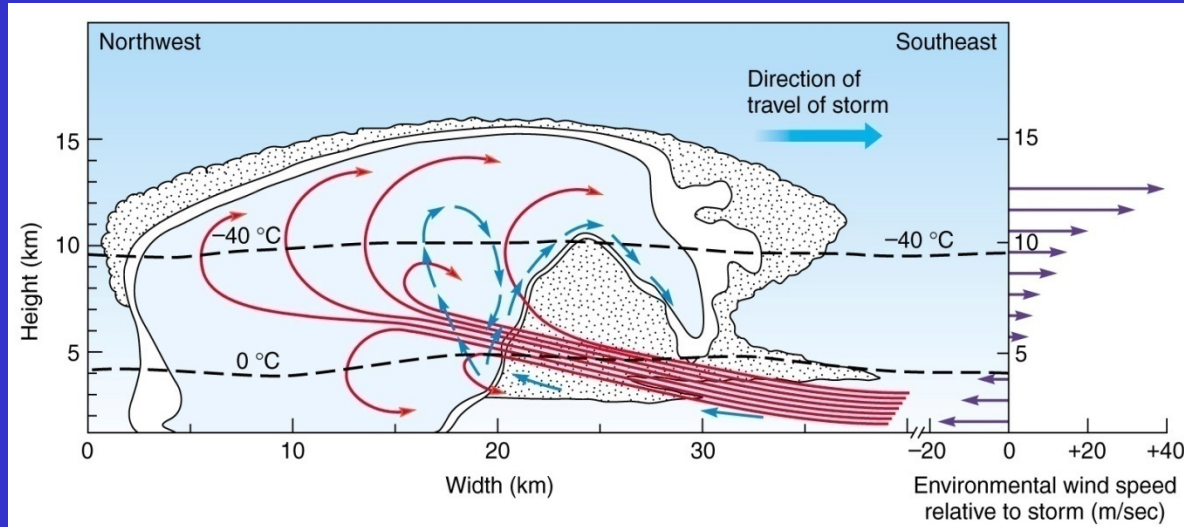 Northwest
Southeast
Direction of
travel of storm
15
15
–40 °C
10
–40 °C
10
Height (km)
0 °C
5
5
0
10
20
30
–20
0
+20
+40
Width (km)
Environmental wind speed
relative to storm (m/sec)